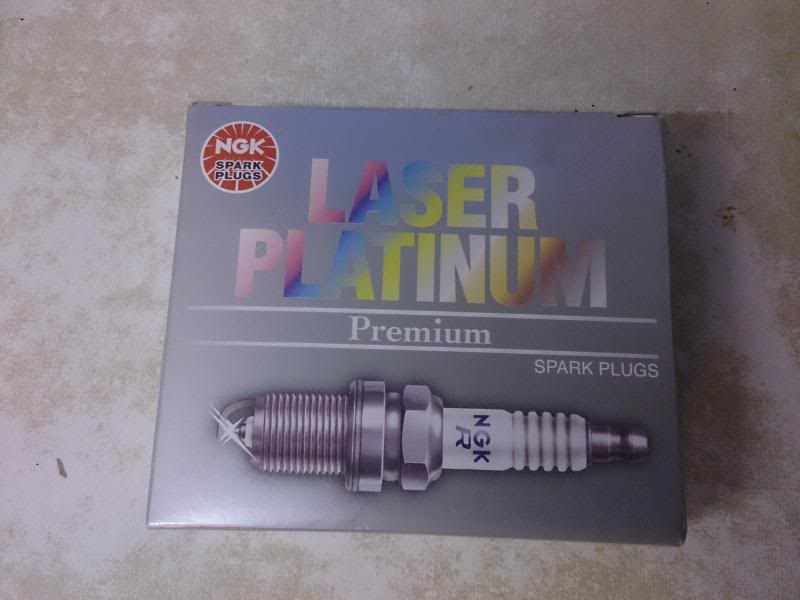 NGK
SPARK
PLUGS
LASER
PLATINUM
Premium
SPARK PLUGS
NGK
R